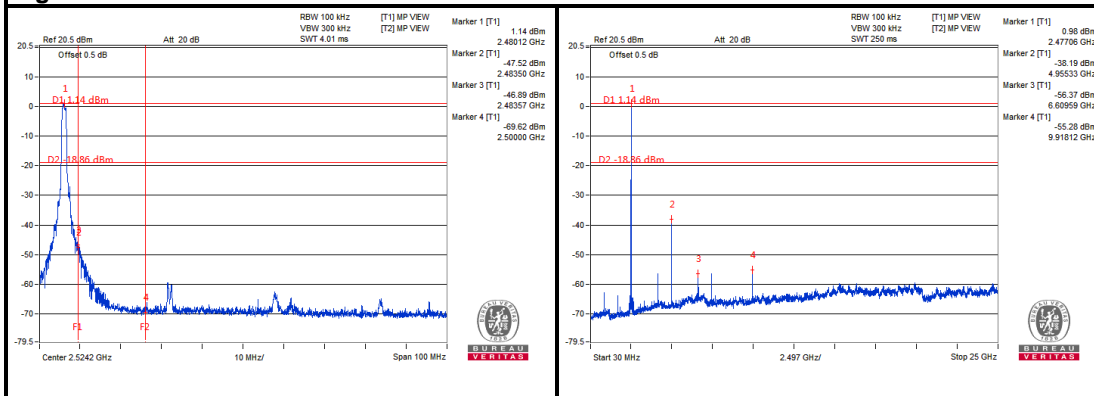 RBW 100 kHz [T1] MP VIEW
VBW 300 kHz [T2] MP VIEW
Ref 20.5 dBm Att 20 dB SWT 4.01 ms
Marker 1 [T1]
1.14 dBm
2.48012 GHz
Marker 2 [T1]
-47.52 dBm
2.48350 GHz
Marker 3 [T1]
-46.89 dBm
2.48357 GHz
Marker 4 [T1]
-69.62 dBm
2.50000 GHz
20.5
Offset 0.5 dB
10
1
D1 1.14 dBm
0
-10
D2 -18.86 dBm
-20
-30
-40
2
-50
-60
4
-70
F1 F2
-79.5
Center 2.5242 GHz 10 MHz/ Span 100 MHz
BUREAU VERITAS
1828
BUREAU
VERITAS
RBW 100 kHz [T1] MP VIEW
VBW 300 kHz [T2] MP VIEW
Ref 20.5 dBm Att 20 dB SWT 250 ms
Marker 1 [T1]
0.98 dBm
2.47706 GHz
Marker 2 [T1]
-38.19 dBm
4.95533 GHz
Marker 3 [T1]
-56.37 dBm
6.60959 GHz
Marker 4 [T1]
-55.28 dBm
9.91812 GHz
20.5
Offset 0.5 dB
10
1
D1 1.14 dBm
0
-10
D2 -18.86 dBm
-20
-30
2
-40
-50
3 4
-60
-70
-79.5
Start 30 MHz 2.497 GHz/ Stop 25 GHz
BUREAU VERITAS
1828
BUREAU
VERITAS